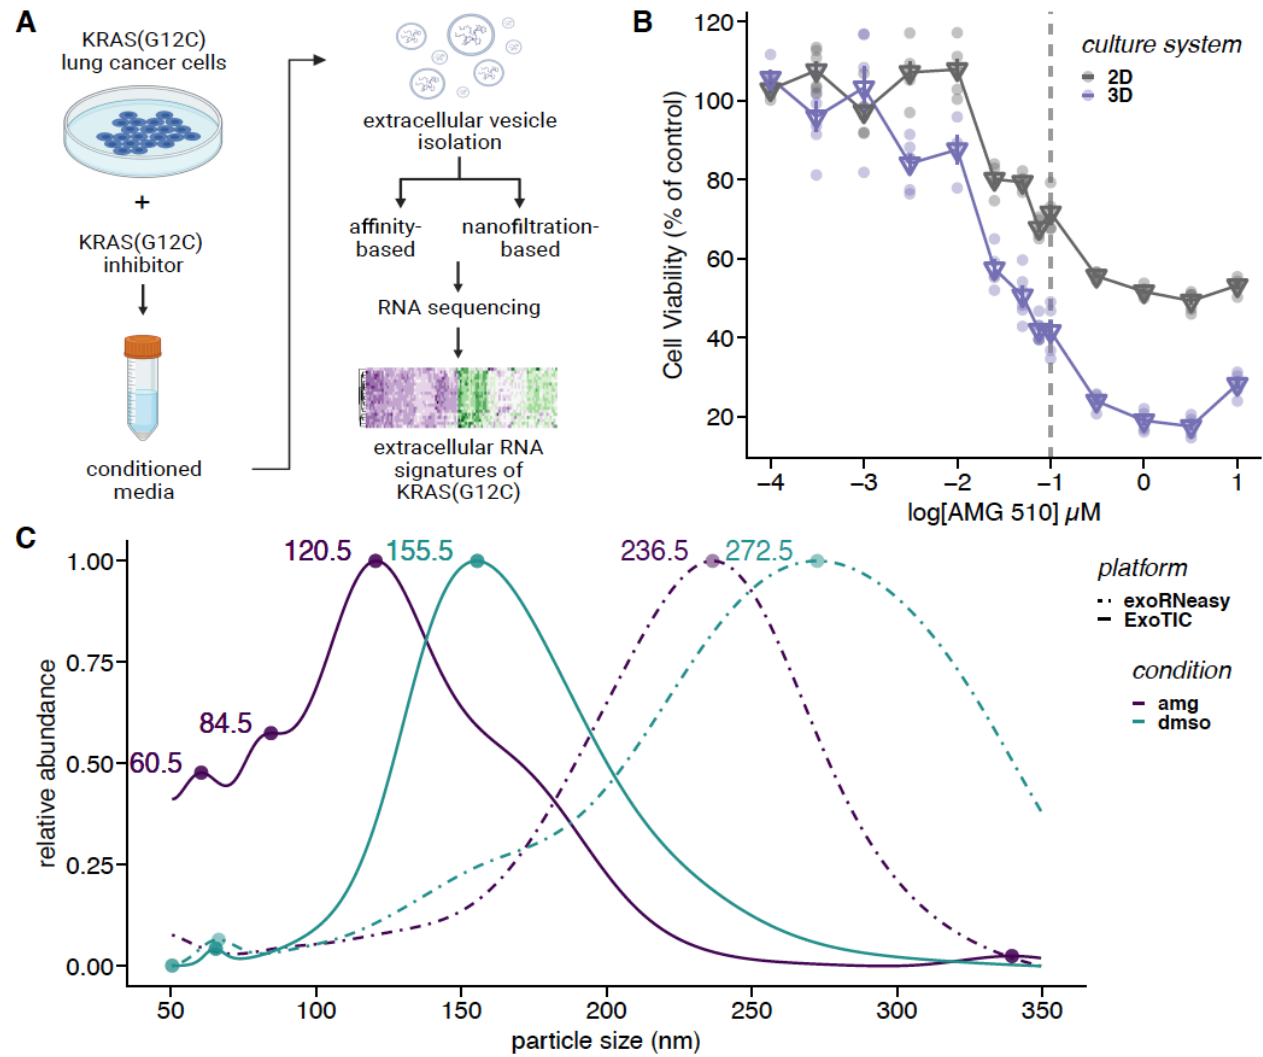 A
KRAS(G12C)
lung cancer cells
+
KRAS(G12C)
inhibitor
conditioned
media
extracellular vesicle
isolation
affinity-
based
nanofiltration-
based
RNA sequencing
extracellular RNA
signatures of
KRAS(G12C)
B
120
100
80
60
40
20
Cell Viability (% of control)
−4
−3
−2
−1
0
1
log[AMG 510] µM
culture system
2D
3D
C
1.00
0.75
0.50
0.25
0.00
relative abundance
60.5
84.5
120.5
155.5
236.5
272.5
50
100
150
200
250
300
350
particle size (nm)
platform
exoRNeasy
ExoTIC
condition
amg
dmso